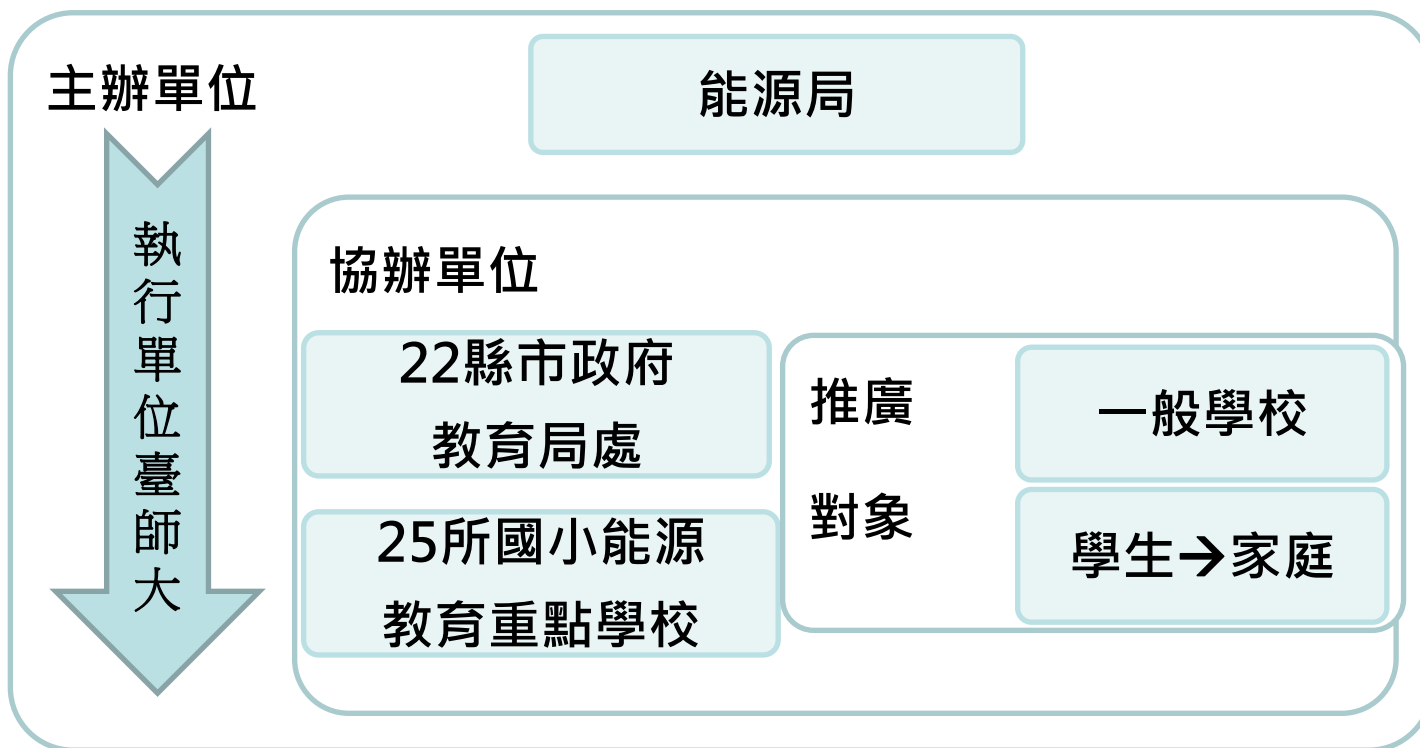 主辦單位
能源局
執行單位臺師大
協辦單位
22縣市政府
教育局處
25所國小能源
教育重點學校
推廣
對象
一般學校
學生→家庭